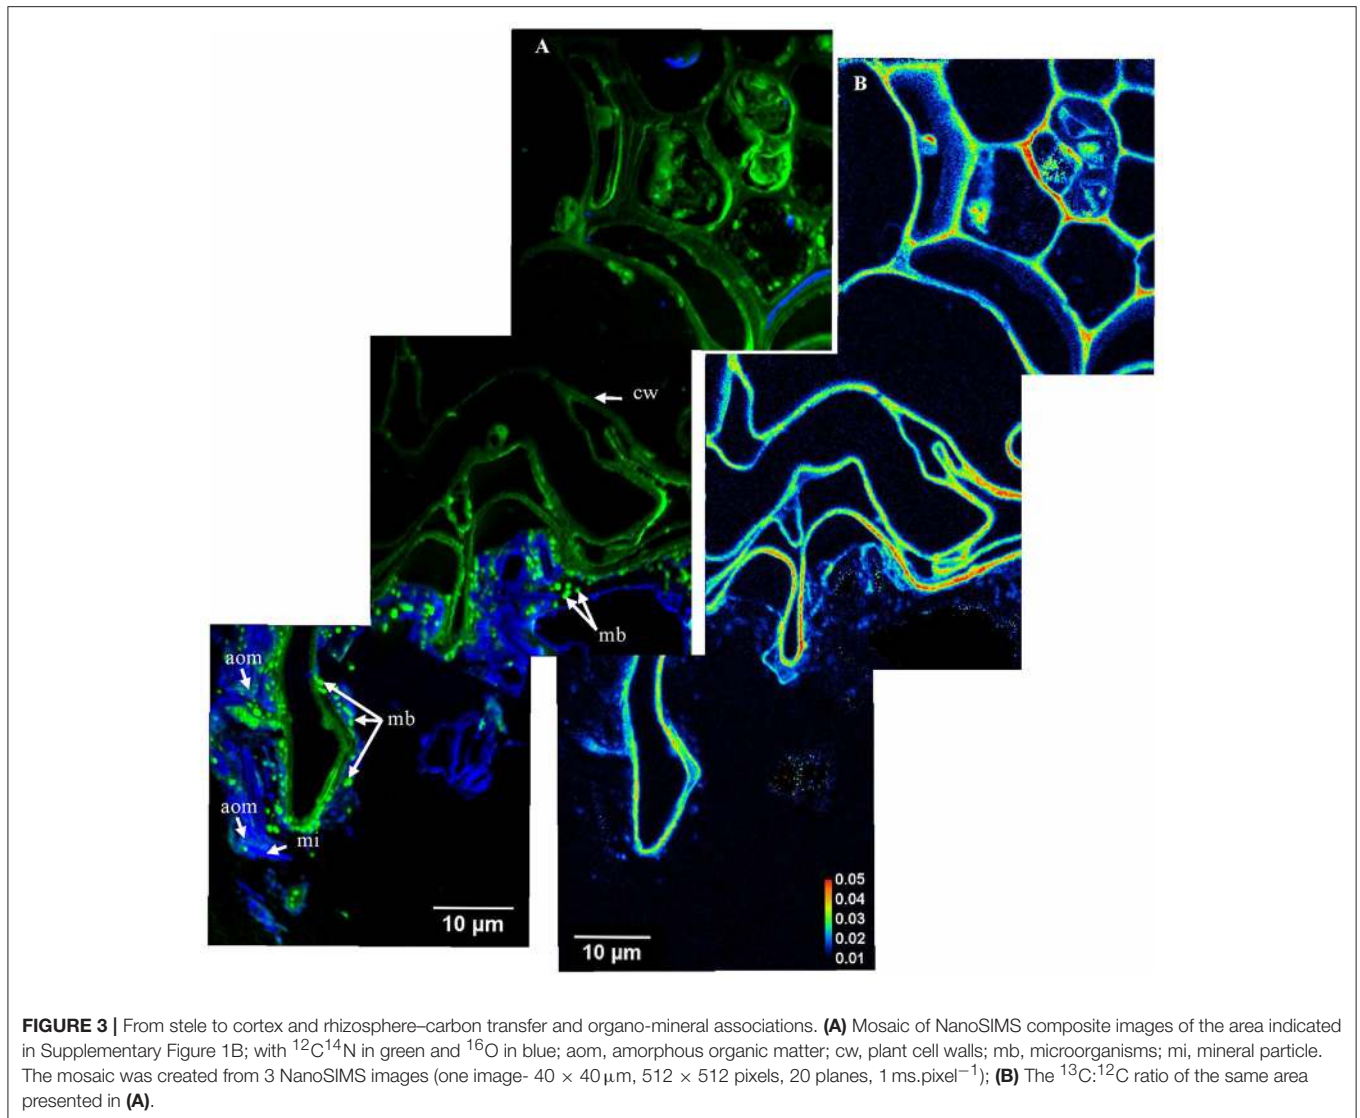 A
B
cw
mb
aom
mb
aom
mi
10 µm
0.05
0.04
0.03
0.02
0.01
10 µm
FIGURE 3 | From stele to cortex and rhizosphere–carbon transfer and organo-mineral associations. (A) Mosaic of NanoSIMS composite images of the area indicated
in Supplementary Figure 1B; with ¹²C¹⁴N in green and ¹⁶O in blue; aom, amorphous organic matter; cw, plant cell walls; mb, microorganisms; mi, mineral particle.
The mosaic was created from 3 NanoSIMS images (one image- 40 × 40 µm, 512 × 512 pixels, 20 planes, 1 ms.pixel⁻¹); (B) The ¹³C:¹²C ratio of the same area
presented in (A).